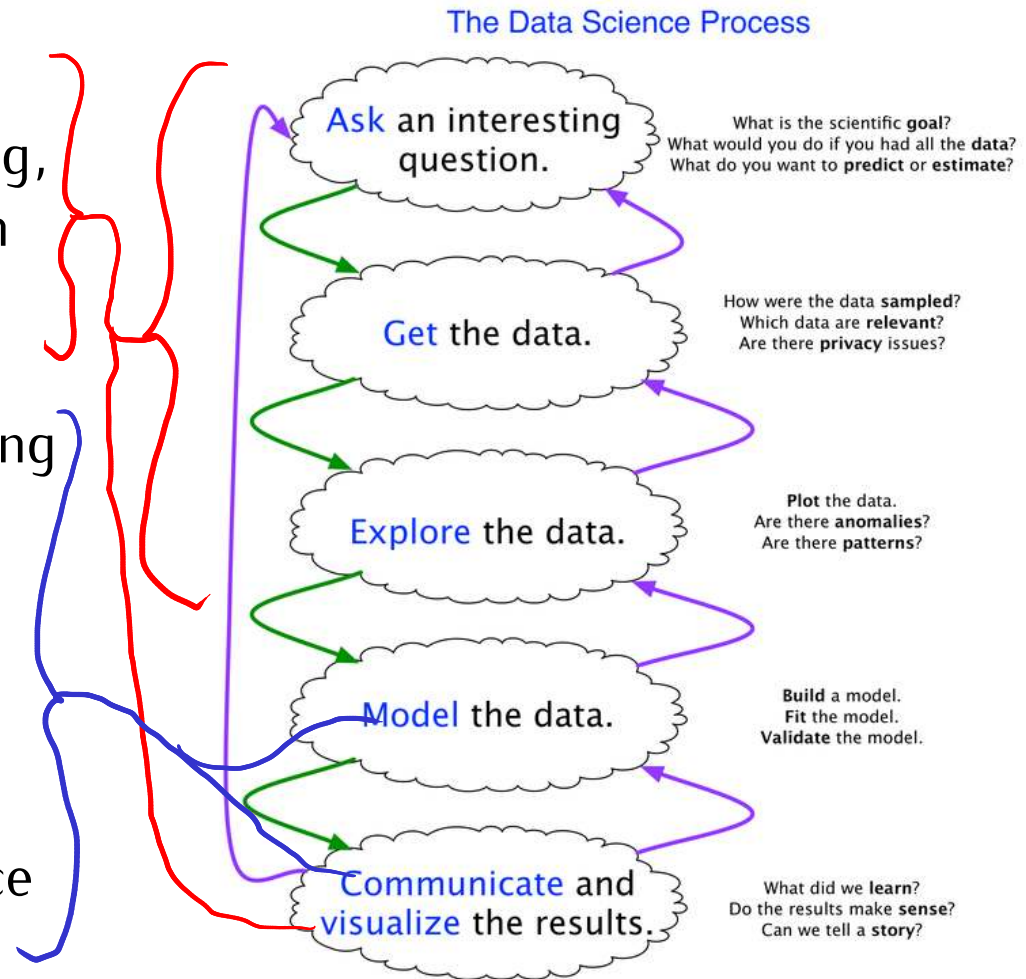 The Data Science Process
Ask an interesting
question.
What is the scientific goal?
What would you do if you had all the data?
What do you want to predict or estimate?
Get the data.
How were the data sampled?
Which data are relevant?
Are there privacy issues?
Explore the data.
Plot the data.
Are there anomalies?
Are there patterns?
Model the data.
Build a model.
Fit the model.
Validate the model.
Communicate and
visualize the results.
What did we learn?
Do the results make sense?
Can we tell a story?